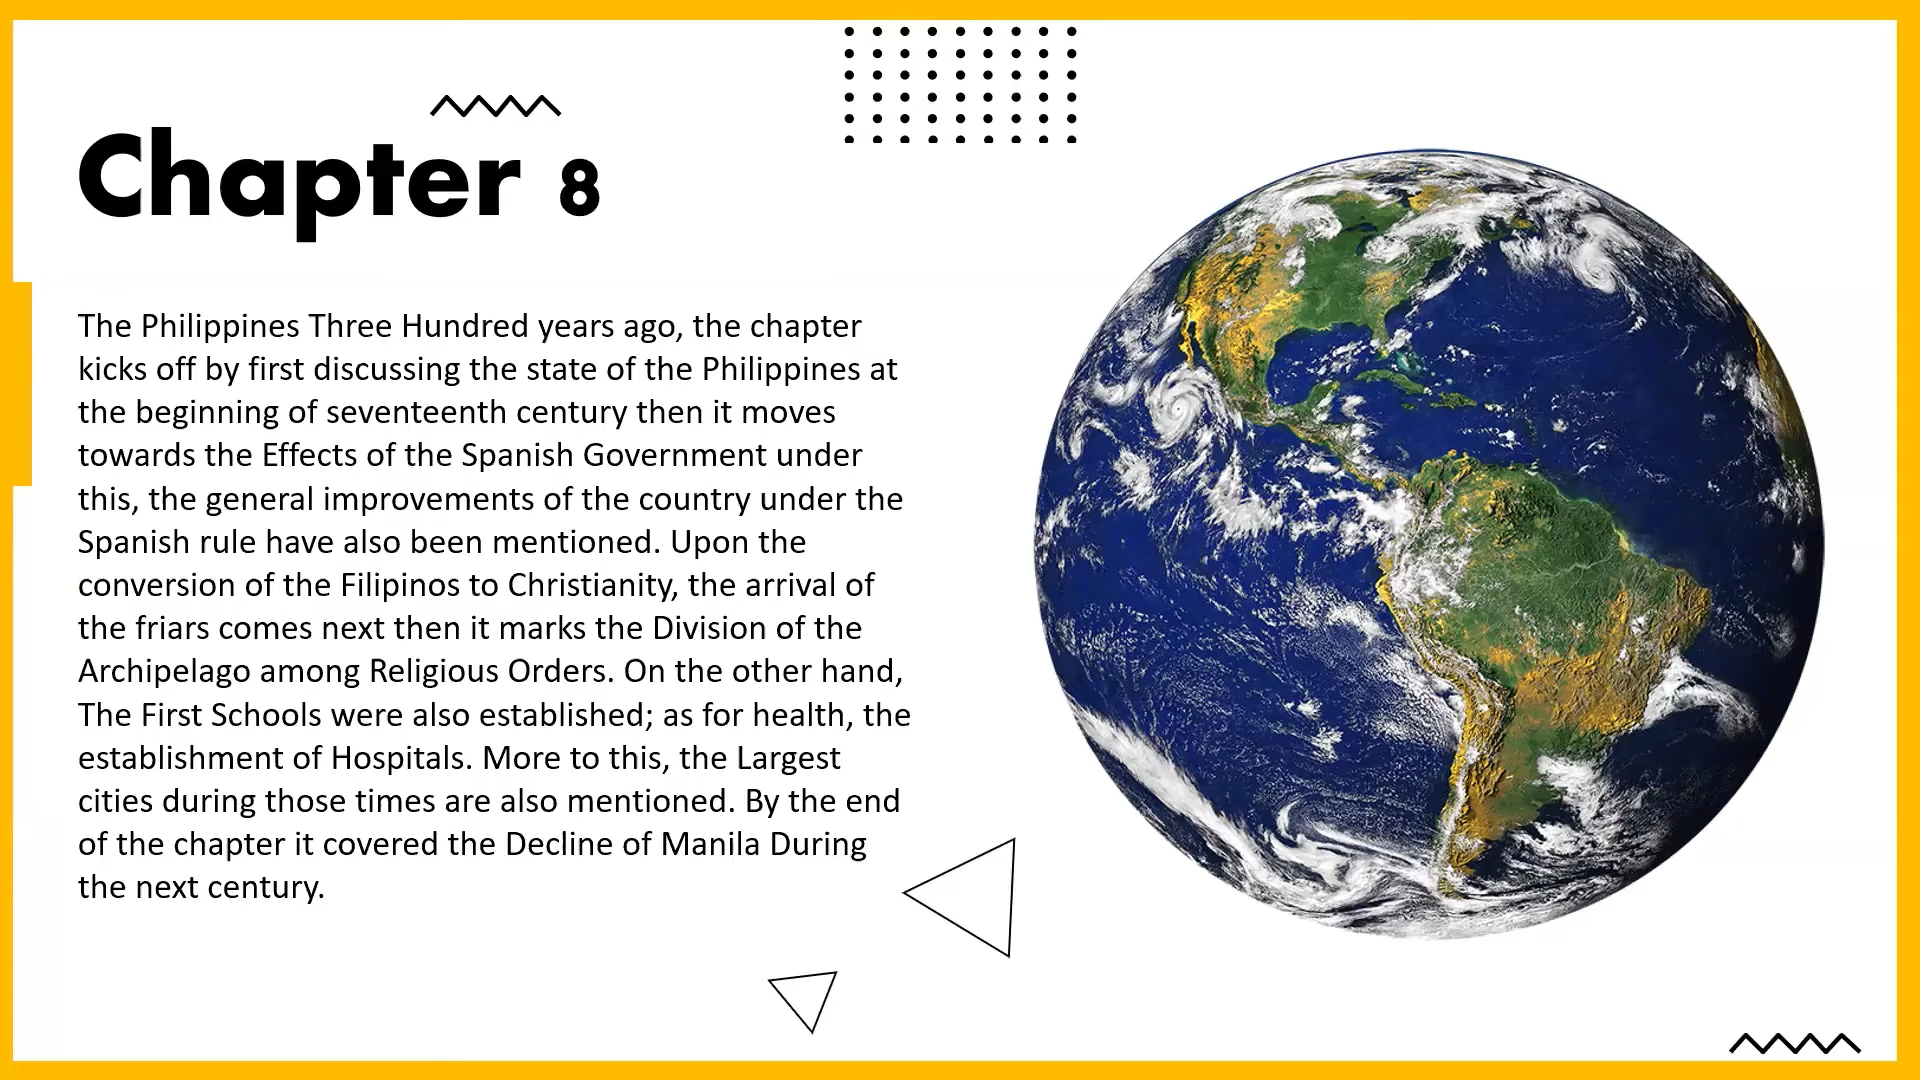 Chapter 8
The Philippines Three Hundred years ago, the chapter
kicks off by first discussing the state of the Philippines at
the beginning of seventeenth century then it moves
towards the Effects of the Spanish Government under
this, the general improvements of the country under the
Spanish rule have also been mentioned. Upon the
conversion of the Filipinos to Christianity, the arrival of
the friars comes next then it marks the Division of the
Archipelago among Religious Orders. On the other hand,
The First Schools were also established; as for health, the
establishment of Hospitals. More to this, the Largest
cities during those times are also mentioned. By the end
of the chapter it covered the Decline of Manila During
the next century.